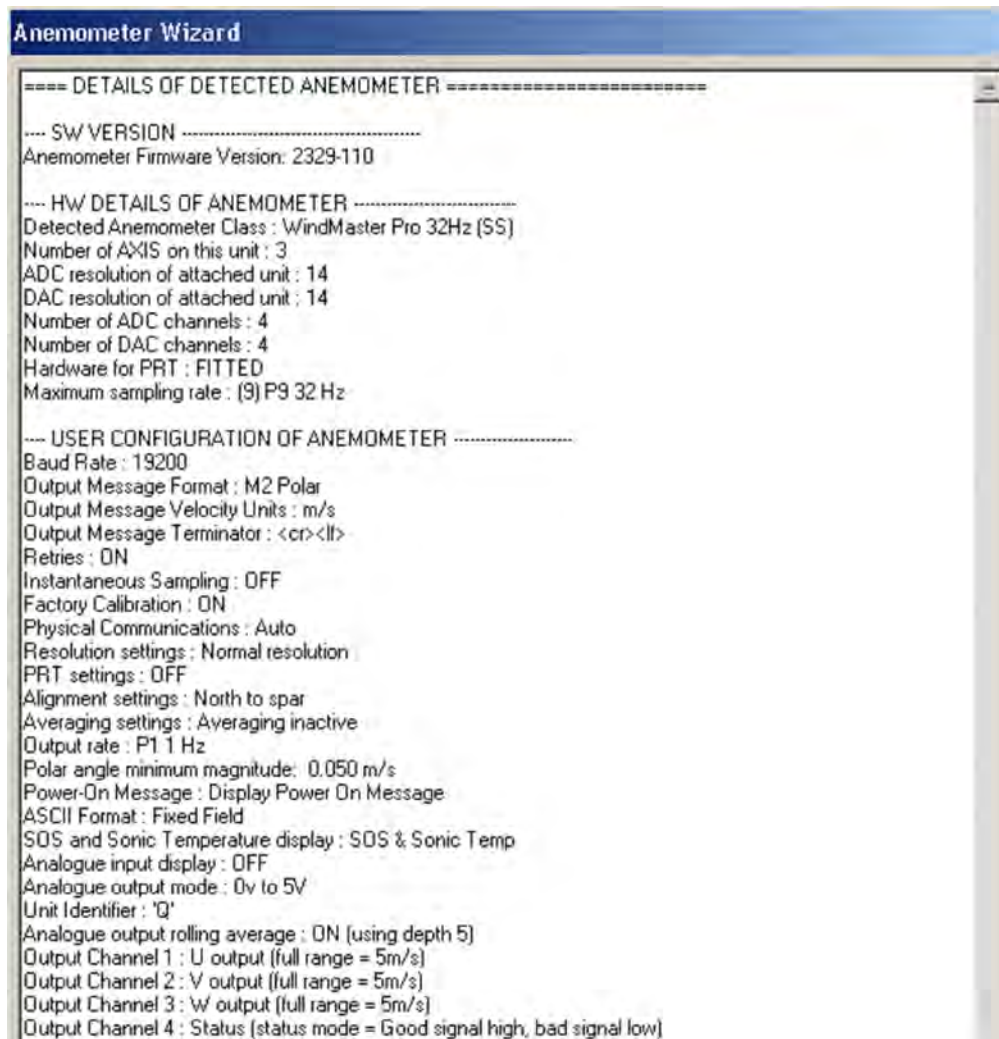 Anemometer Wizard
==== DETAILS OF DETECTED ANEMOMETER ========================
---- SW VERSION --------------------------------------------
Anemometer Firmware Version: 2329-110
---- HW DETAILS OF ANEMOMETER ------------------------------
Detected Anemometer Class : WindMaster Pro 32Hz (SS)
Number of AXIS on this unit : 3
ADC resolution of attached unit : 14
DAC resolution of attached unit : 14
Number of ADC channels : 4
Number of DAC channels : 4
Hardware for PRT : FITTED
Maximum sampling rate : (9) P9 32 Hz
---- USER CONFIGURATION OF ANEMOMETER ----------------------
Baud Rate : 19200
Output Message Format : M2 Polar
Output Message Velocity Units : m/s
Output Message Terminator : <cr><lf>
Retries : ON
Instantaneous Sampling : OFF
Factory Calibration : ON
Physical Communications : Auto
Resolution settings : Normal resolution
PRT settings : OFF
Alignment settings : North to spar
Averaging settings : Averaging inactive
Output rate : P1 1 Hz
Polar angle minimum magnitude: 0.050 m/s
Power-On Message : Display Power On Message
ASCII Format : Fixed Field
SOS and Sonic Temperature display : SOS & Sonic Temp
Analogue input display : OFF
Analogue output mode : 0v to 5V
Unit Identifier : 'Q'
Analogue output rolling average : ON (using depth 5)
Output Channel 1 : U output (full range = 5m/s)
Output Channel 2 : V output (full range = 5m/s)
Output Channel 3 : W output (full range = 5m/s)
Output Channel 4 : Status (status mode = Good signal high, bad signal low)